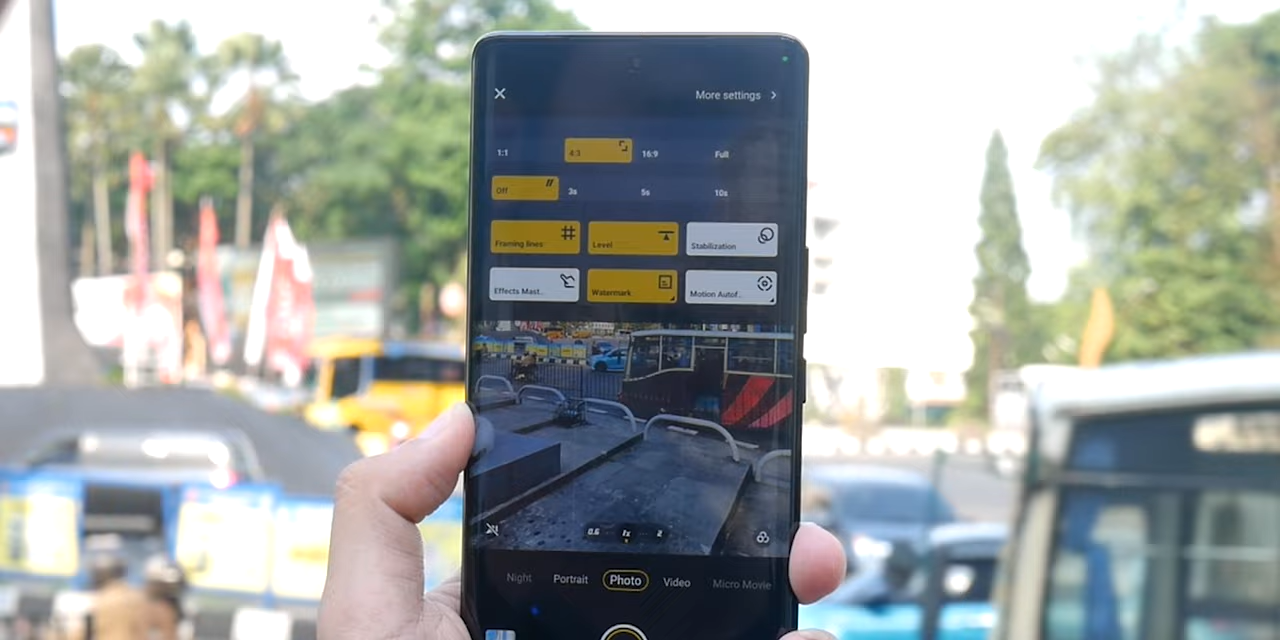 More settings
1:1 4:3 16:9 Full
Off 3s 5s 10s
Framing lines Level Stabilization
Effects Mast.. Watermark Motion Autof..
0.6 1x 2
Night Portrait Photo Video Micro Movie